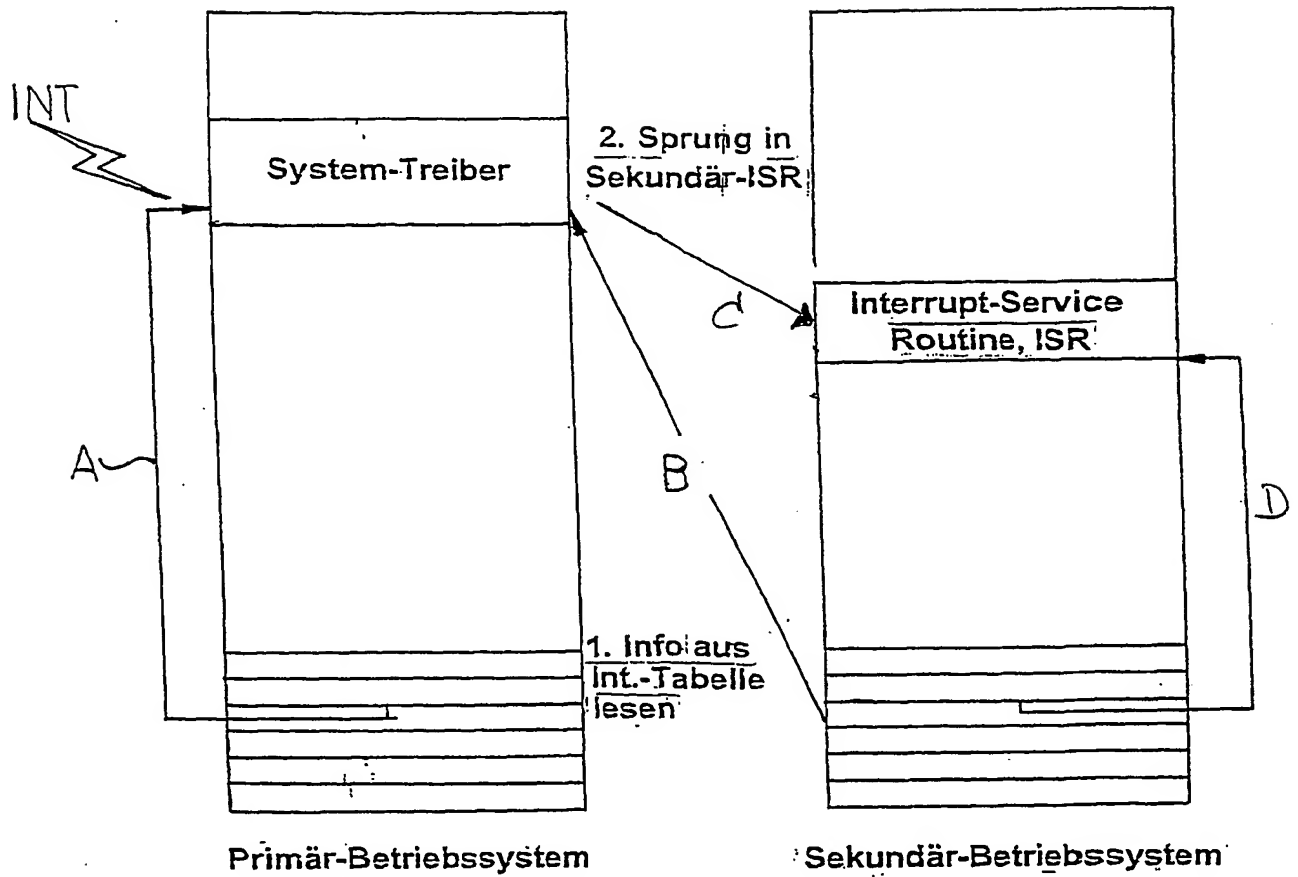 INT
System-Treiber
2. Sprung in
Sekundär-ISR
Interrupt-Service
Routine, ISR
A
B
C
D
1. Info aus
Int.-Tabelle
lesen
Primär-Betriebssystem
Sekundär-Betriebssystem